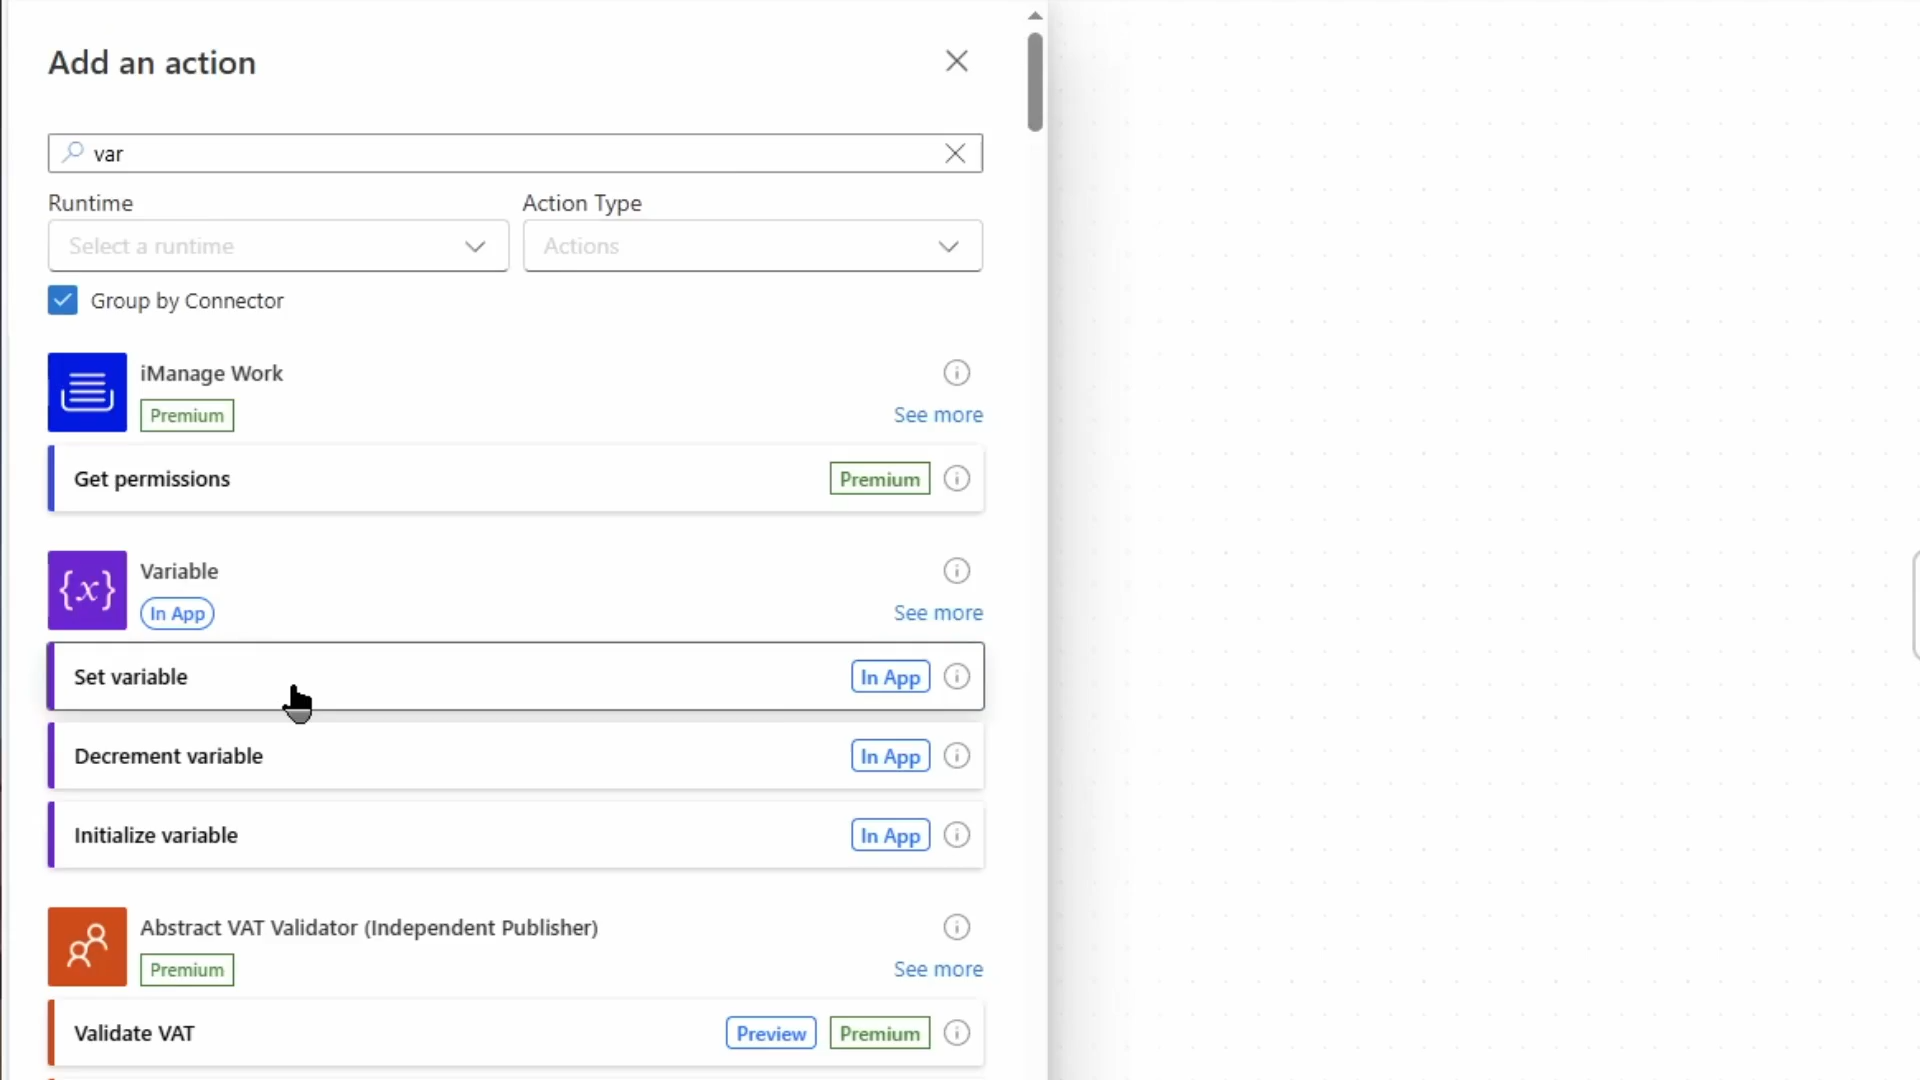 Add an action
var
Runtime
Action Type
Select a runtime
Actions
Group by Connector
iManage Work
Premium
See more
Get permissions
Premium
{x}
Variable
In App
See more
Set variable
In App
Decrement variable
In App
Initialize variable
In App
Abstract VAT Validator (Independent Publisher)
Premium
See more
Validate VAT
Preview
Premium